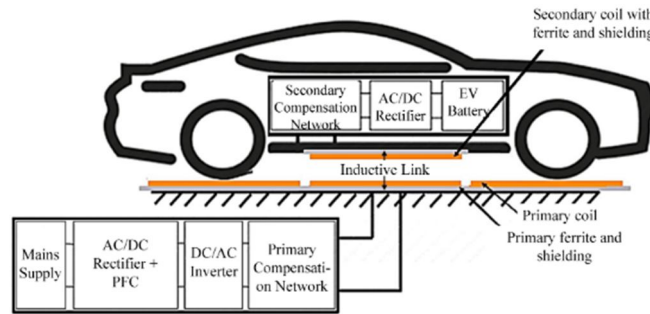 Secondary coil with
ferrite and shielding
Secondary
Compensation
Network
AC/DC
Rectifier
EV
Battery
Inductive Link
Primary coil
Primary ferrite and
shielding
Mains
Supply
AC/DC
Rectifier +
PFC
DC/AC
Inverter
Primary
Compensati-
on Network